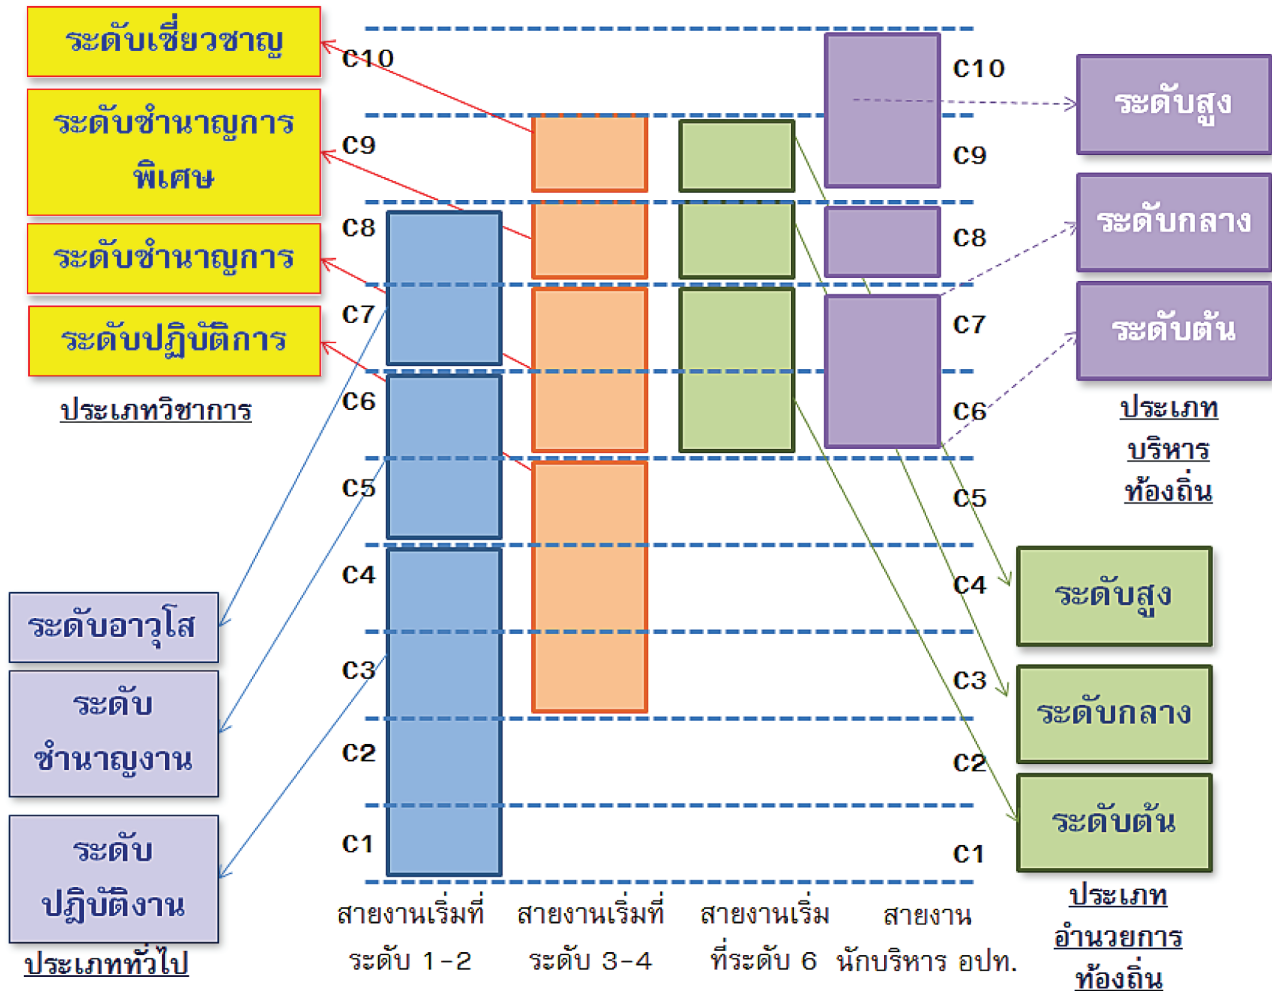 ระดับเชี่ยวชาญ
ระดับชำนาญการ
พิเศษ
ระดับชำนาญการ
ระดับปฏิบัติการ
ประเภทวิชาการ
ระดับอาวุโส
ระดับ
ชำนาญงาน
ระดับ
ปฏิบัติงาน
ประเภททั่วไป
C10
C9
C8
C7
C6
C5
C4
C3
C2
C1
สายงานเริ่มที่
ระดับ 1-2
สายงานเริ่มที่
ระดับ 3-4
สายงานเริ่ม
ที่ระดับ 6
สายงาน
นักบริหาร อปท.
C10
C9
C8
C7
C6
C5
C4
C3
C2
C1
ระดับสูง
ระดับกลาง
ระดับต้น
ประเภท
บริหาร
ท้องถิ่น
ระดับสูง
ระดับกลาง
ระดับต้น
ประเภท
อำนวยการ
ท้องถิ่น